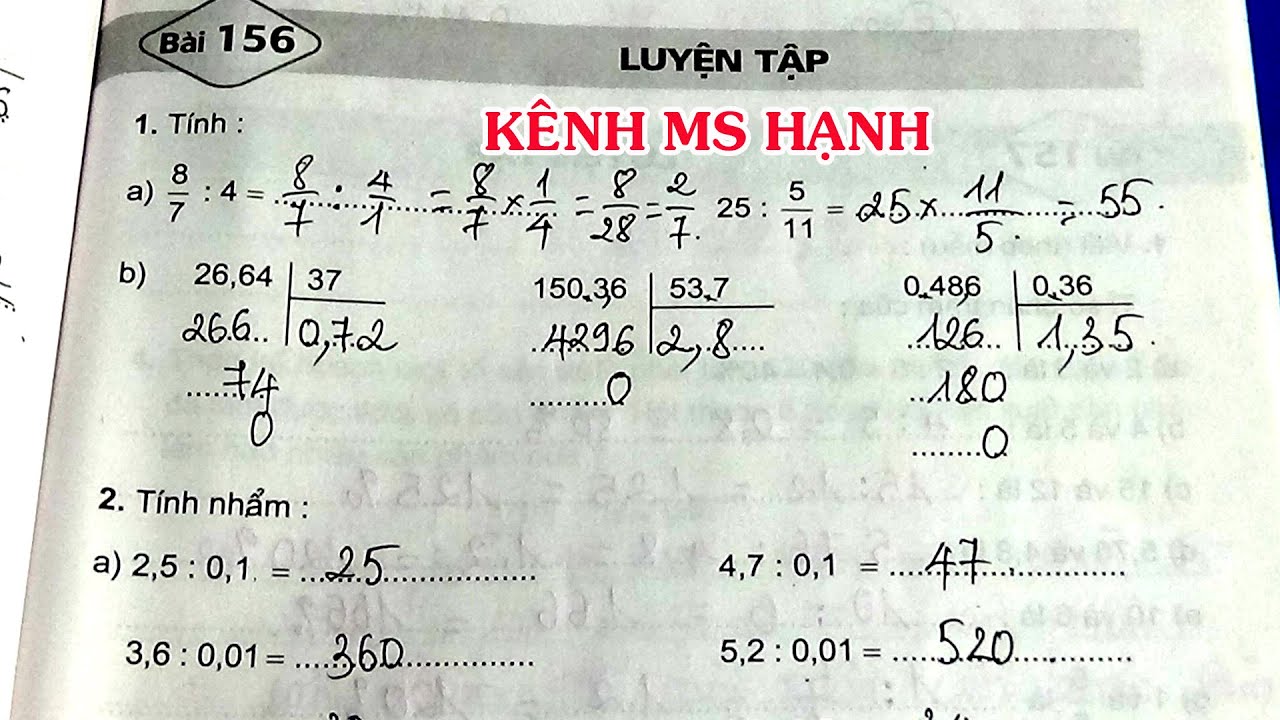 Bài 156
LUYỆN TẬP
KÊNH MS HẠNH
1. Tính :
a) 8/7 : 4 = 8/7 : 4/1 = 8/7 × 1/4 = 8/28 = 2/7. 25 : 5/11 = 25 × 11/5 = 55.
b) 26,64 37 150,36 53,7 0,486 0,36
266 0,72 4296 2,8 126 1,35
74 0 180
0 0
2. Tính nhẩm :
a) 2,5 : 0,1 = 25 4,7 : 0,1 = 47
3,6 : 0,01 = 360 5,2 : 0,01 = 520